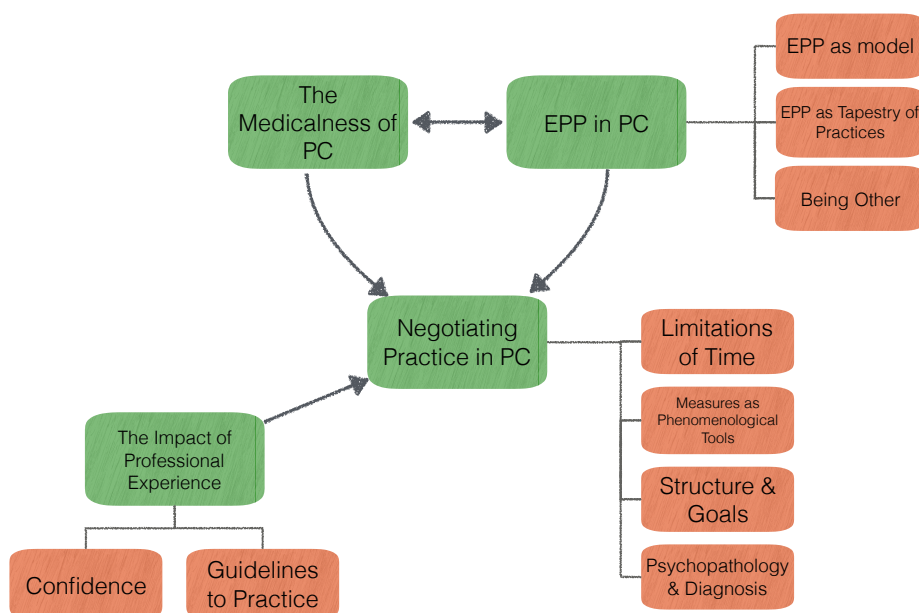 The
Medicalness of
PC
EPP in PC
EPP as model
EPP as Tapestry of
Practices
Being Other
Negotiating
Practice in PC
Limitations
of Time
Measures as
Phenomenological
Tools
Structure &
Goals
Psychopathology
& Diagnosis
The Impact of
Professional
Experience
Confidence
Guidelines
to Practice